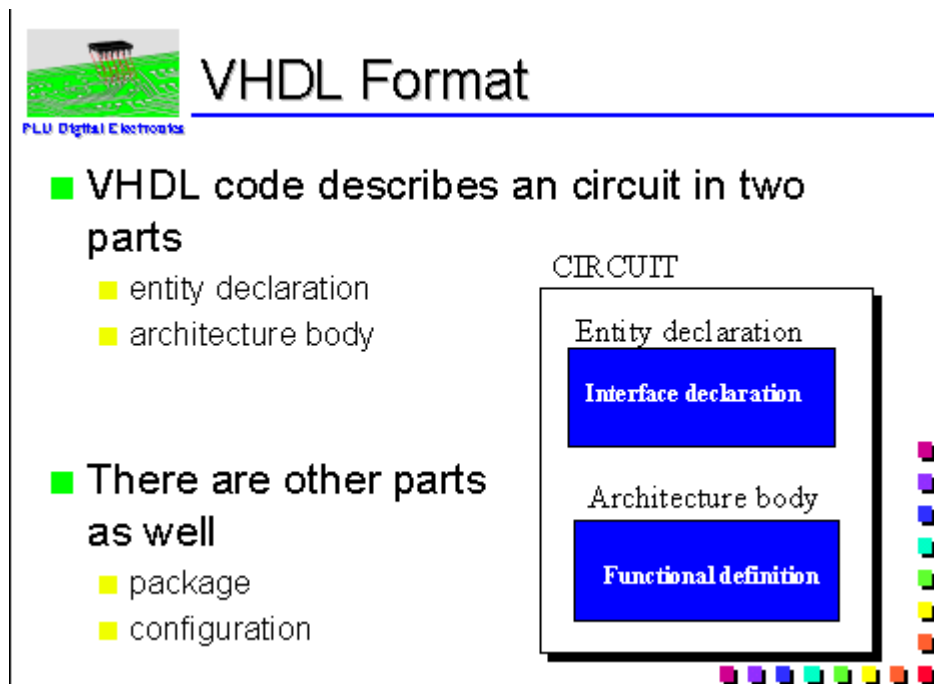 VHDL Format
PLU Digital Electronics
VHDL code describes an circuit in two
parts
entity declaration
architecture body
CIRCUIT
Entity declaration
Interface declaration
Architecture body
Functional definition
There are other parts
as well
package
configuration